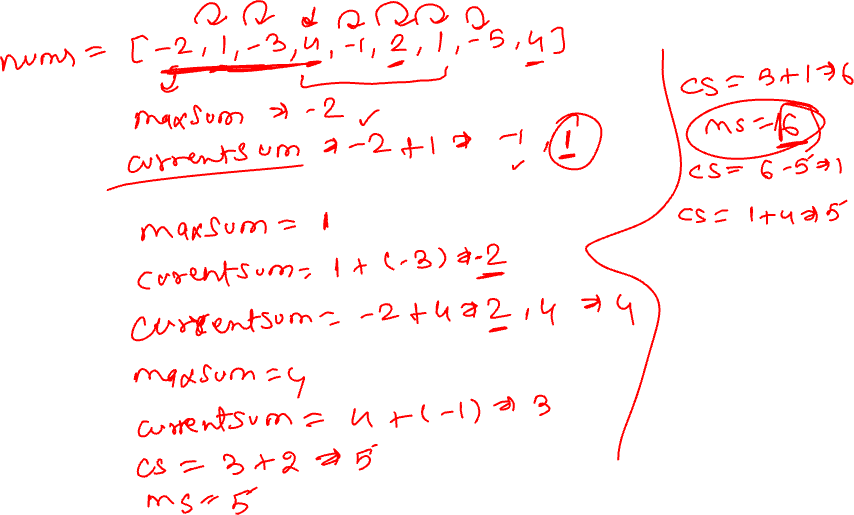 nums = [-2, 1, -3, 4, -1, 2, 1, -5, 4]
maxsum → -2 ✓
currentsum → -2 + 1 → -1, 1
maxsum = 1
curentsum = 1 + (-3) → -2
currentsum = -2 + 4 → 2, 4 → 4
maxsum = 4
currentsum = 4 + (-1) → 3
cs = 3 + 2 → 5
ms = 5
cs = 5 + 1 → 6
ms = 6
cs = 6 - 5 → 1
cs = 1 + 4 → 5